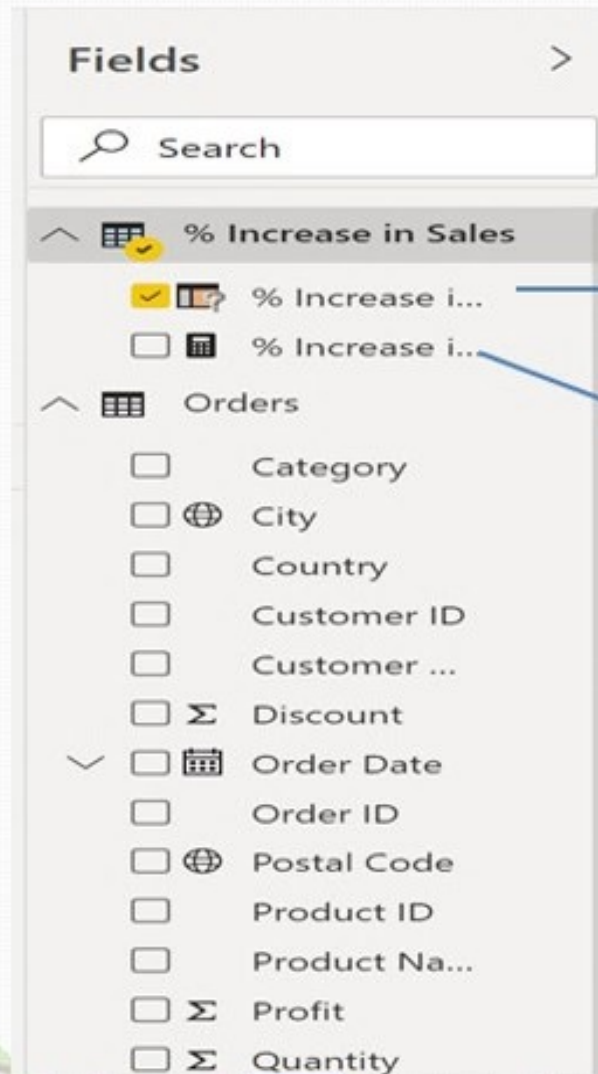 Fields
Search
% Increase in Sales
% Increase i...
% Increase i...
Orders
Category
City
Country
Customer ID
Customer ...
Discount
Order Date
Order ID
Postal Code
Product ID
Product Na...
Profit
Quantity